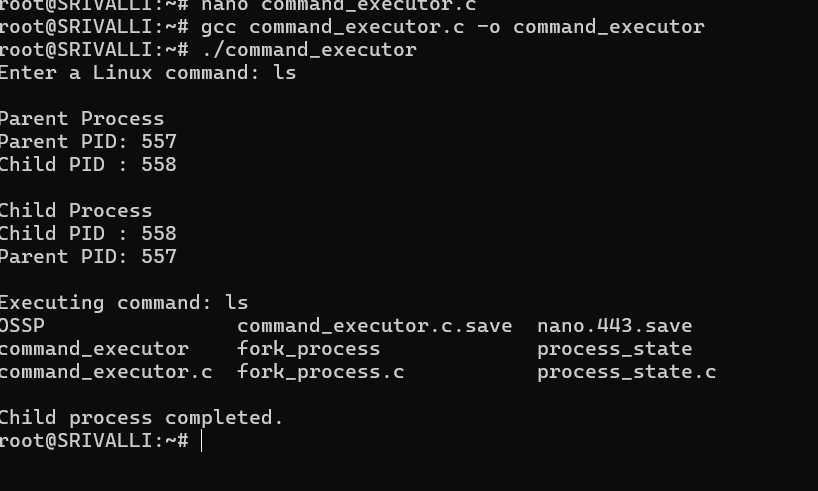 root@SRIVALLI:~# nano command_executor.c
root@SRIVALLI:~# gcc command_executor.c -o command_executor
root@SRIVALLI:~# ./command_executor
Enter a Linux command: ls
Parent Process
Parent PID: 557
Child PID : 558
Child Process
Child PID : 558
Parent PID: 557
Executing command: ls
OSSP command_executor.c.save nano.443.save
command_executor fork_process process_state
command_executor.c fork_process.c process_state.c
Child process completed.
root@SRIVALLI:~#